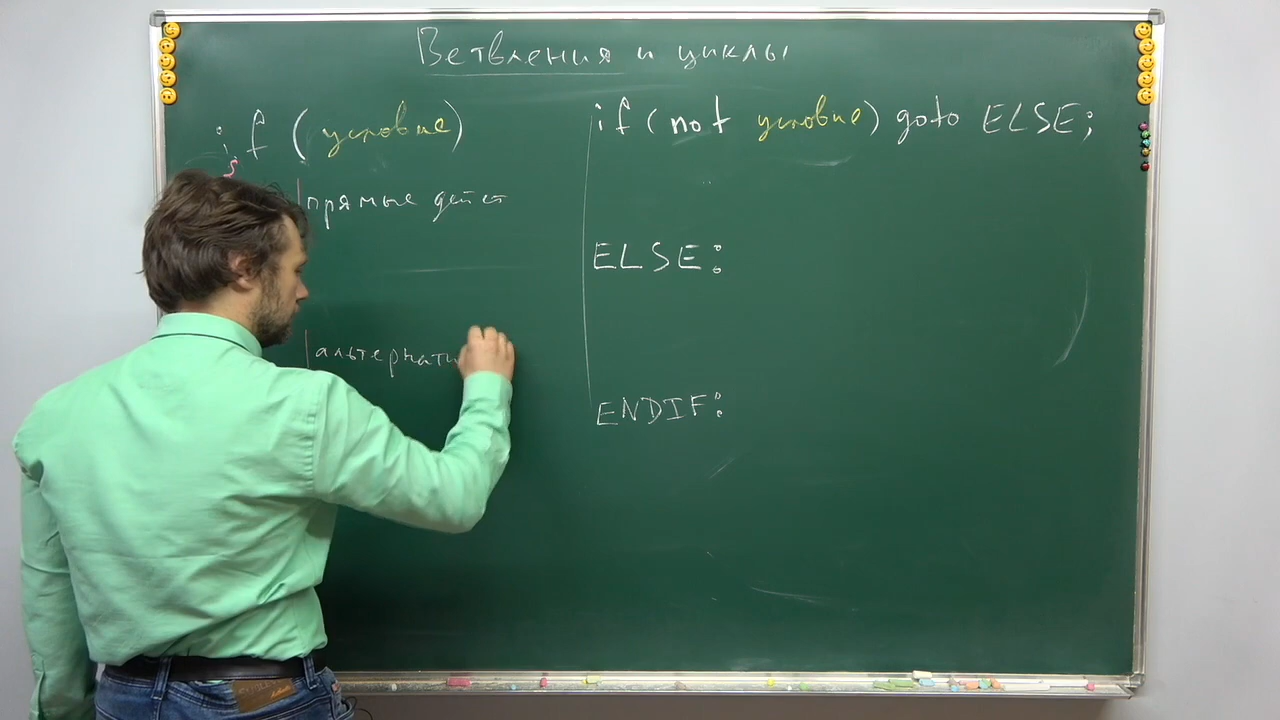 Ветвления и циклы
if (условие)
прямые дейст
альтернати
if (not условие) goto ELSE;
ELSE:
ENDIF: